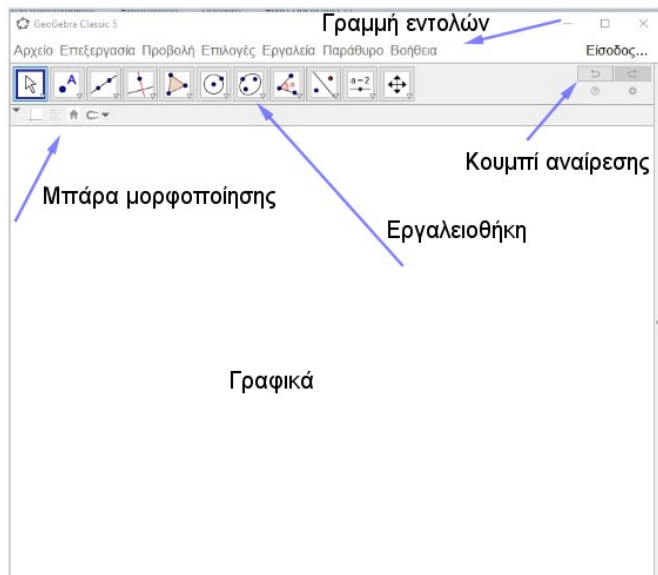 GeoGebra Classic 5
Γραμμή εντολών
Αρχείο Επεξεργασία Προβολή Επιλογές Εργαλεία Παράθυρο Βοήθεια
Είσοδος...
A
α
a=2
Κουμπί αναίρεσης
Μπάρα μορφοποίησης
Εργαλειοθήκη
Γραφικά